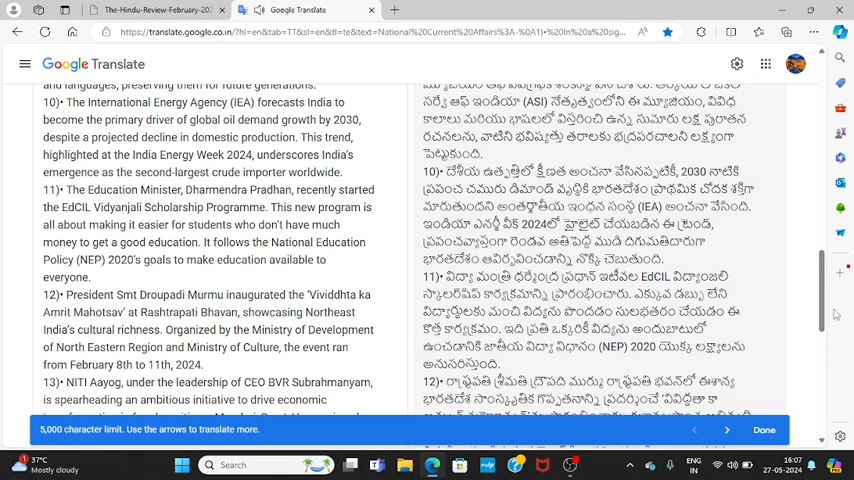 The-Hindu-Review-February-202
Google Translate
https://translate.google.co.in/?hl=en&tab=TT&sl=en&tl=te&text=National%20Current%20Affairs%3A-%0A1)•%20In%20a%20sig...
Google Translate
and languages, preserving them for future generations.
10)• The International Energy Agency (IEA) forecasts India to
become the primary driver of global oil demand growth by 2030,
despite a projected decline in domestic production. This trend,
highlighted at the India Energy Week 2024, underscores India's
emergence as the second-largest crude importer worldwide.
11)• The Education Minister, Dharmendra Pradhan, recently started
the EdCIL Vidyanjali Scholarship Programme. This new program is
all about making it easier for students who don't have much
money to get a good education. It follows the National Education
Policy (NEP) 2020's goals to make education available to
everyone.
12)• President Smt Droupadi Murmu inaugurated the 'Vividdhta ka
Amrit Mahotsav' at Rashtrapati Bhavan, showcasing Northeast
India's cultural richness. Organized by the Ministry of Development
of North Eastern Region and Ministry of Culture, the event ran
from February 8th to 11th, 2024.
13)• NITI Aayog, under the leadership of CEO BVR Subrahmanyam,
is spearheading an ambitious initiative to drive economic
సర్వే ఆఫ్ ఇండియా (ASI) నేతృత్వంలోని ఈ మ్యూజియం, వివిధ
కాలాలు మరియు భాషలలో విస్తరించి ఉన్న సుమారు లక్ష పురాతన
రచనలను, వాటిని భవిష్యత్తు తరాలకు భద్రపరచాలని లక్ష్యంగా
పెట్టుకుంది.
10)• దేశీయ ఉత్పత్తిలో క్షీణత అంచనా వేసినప్పటికీ, 2030 నాటికి
ప్రపంచ చమురు డిమాండ్ వృద్ధికి భారతదేశం ప్రాథమిక చోదక శక్తిగా
మారుతుందని అంతర్జాతీయ ఇంధన సంస్థ (IEA) అంచనా వేసింది.
ఇండియా ఎనర్జీ వీక్ 2024లో హైలైట్ చేయబడిన ఈ ట్రెండ్,
ప్రపంచవ్యాప్తంగా రెండవ అతిపెద్ద ముడి దిగుమతిదారుగా
భారతదేశం ఆవిర్భవించడాన్ని నొక్కి చెబుతుంది.
11)• విద్యా మంత్రి ధర్మేంద్ర ప్రధాన్ ఇటీవల EdCIL విద్యాంజలి
స్కాలర్‌షిప్ కార్యక్రమాన్ని ప్రారంభించారు. ఎక్కువ డబ్బు లేని
విద్యార్థులకు మంచి విద్యను పొందడం సులభతరం చేయడం ఈ
కొత్త కార్యక్రమం. ఇది ప్రతి ఒక్కరికీ విద్యను అందుబాటులో
ఉంచడానికి జాతీయ విద్యా విధానం (NEP) 2020 యొక్క లక్ష్యాలను
అనుసరిస్తుంది.
12)• రాష్ట్రపతి శ్రీమతి ద్రౌపది ముర్ము రాష్ట్రపతి భవన్‌లో ఈశాన్య
భారతదేశ సాంస్కృతిక గొప్పతనాన్ని ప్రదర్శించే 'వివిద్ధతా కా
5,000 character limit. Use the arrows to translate more.
Done
37°C
Mostly cloudy
Search
ENG
IN
16:07
27-05-2024